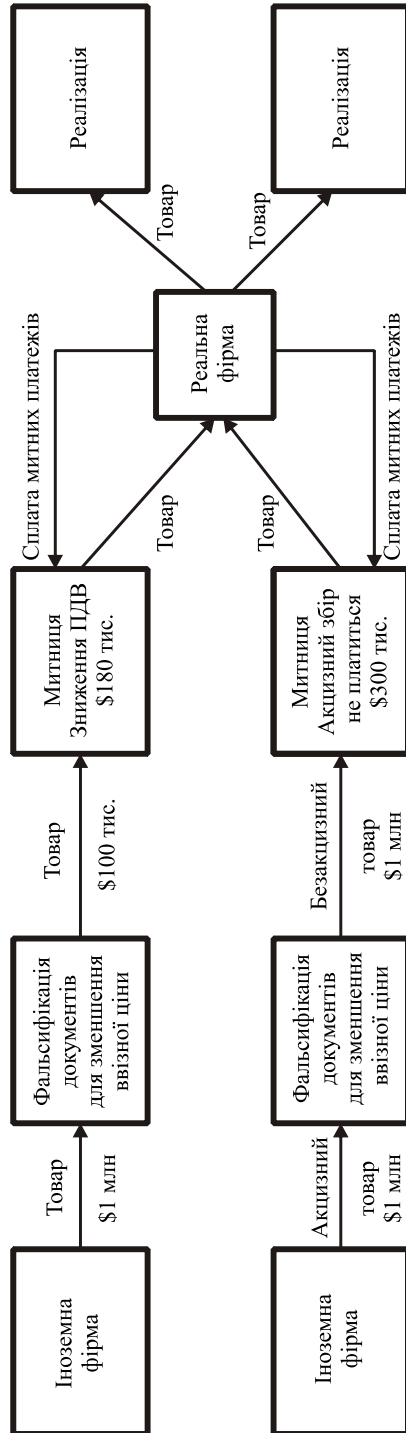 Іноземна
фірма
Товар
$1 млн
Фальсифікація
документів
для зменшення
ввізної ціни
Товар
$100 тис.
Митниця
Зниження ПДВ
$180 тис.
Сплата митних платежів
Товар
Реальна
фірма
Товар
Реалізація
Іноземна
фірма
Акцизний
товар
$1 млн
Фальсифікація
документів
для зменшення
ввізної ціни
Безакцизний
товар
$1 млн
Митниця
Акцизний збір
не платиться
$300 тис.
Товар
Сплата митних платежів
Товар
Реалізація